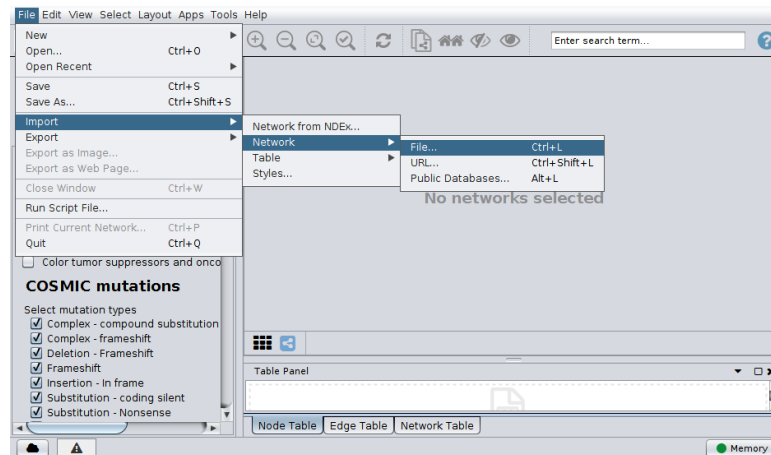 File Edit View Select Layout Apps Tools Help
New
Open... Ctrl+O
Open Recent
Save Ctrl+S
Save As... Ctrl+Shift+S
Import
Export
Export as Image...
Export as Web Page...
Close Window Ctrl+W
Run Script File...
Print Current Network... Ctrl+P
Quit Ctrl+Q
Network from NDEx...
Network
Table
Styles...
File... Ctrl+L
URL... Ctrl+Shift+L
Public Databases... Alt+L
Enter search term...
?
No networks selected
Color tumor suppressors and onco
COSMIC mutations
Select mutation types
Complex - compound substitution
Complex - frameshift
Deletion - Frameshift
Frameshift
Insertion - In frame
Substitution - coding silent
Substitution - Nonsense
Table Panel
Node Table Edge Table Network Table
Memory